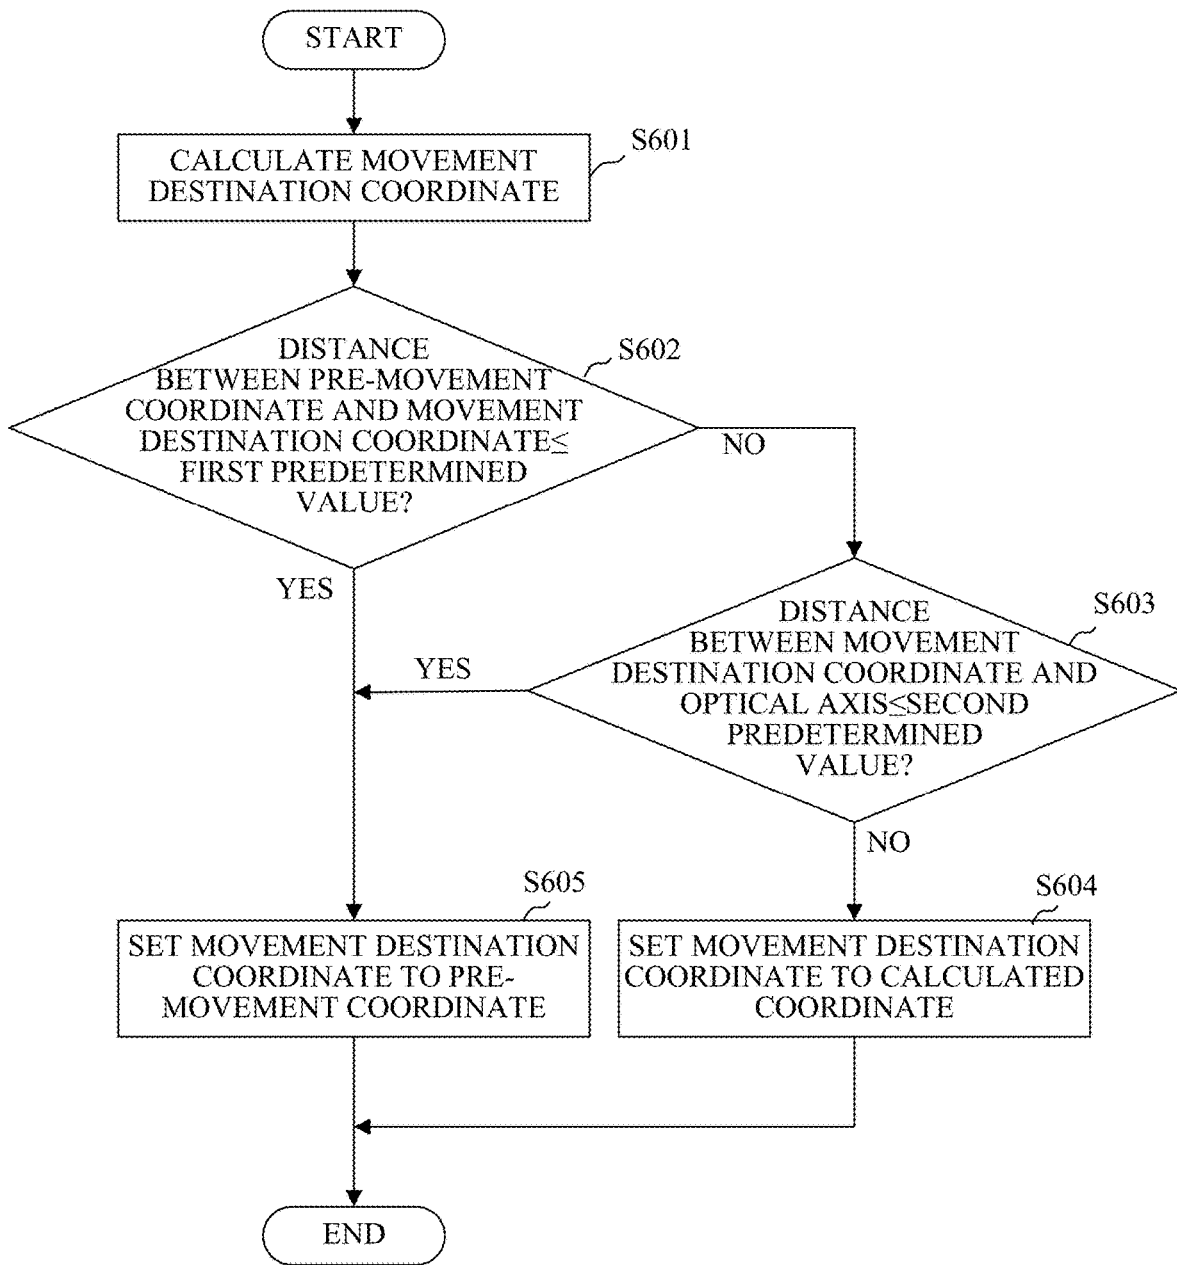 START
S601
CALCULATE MOVEMENT
DESTINATION COORDINATE
S602
DISTANCE
BETWEEN PRE-MOVEMENT
COORDINATE AND MOVEMENT
DESTINATION COORDINATE≤
FIRST PREDETERMINED
VALUE?
NO
YES
S603
DISTANCE
BETWEEN MOVEMENT
DESTINATION COORDINATE AND
OPTICAL AXIS≤SECOND
PREDETERMINED
VALUE?
YES
NO
S605
SET MOVEMENT DESTINATION
COORDINATE TO PRE-
MOVEMENT COORDINATE
S604
SET MOVEMENT DESTINATION
COORDINATE TO CALCULATED
COORDINATE
END